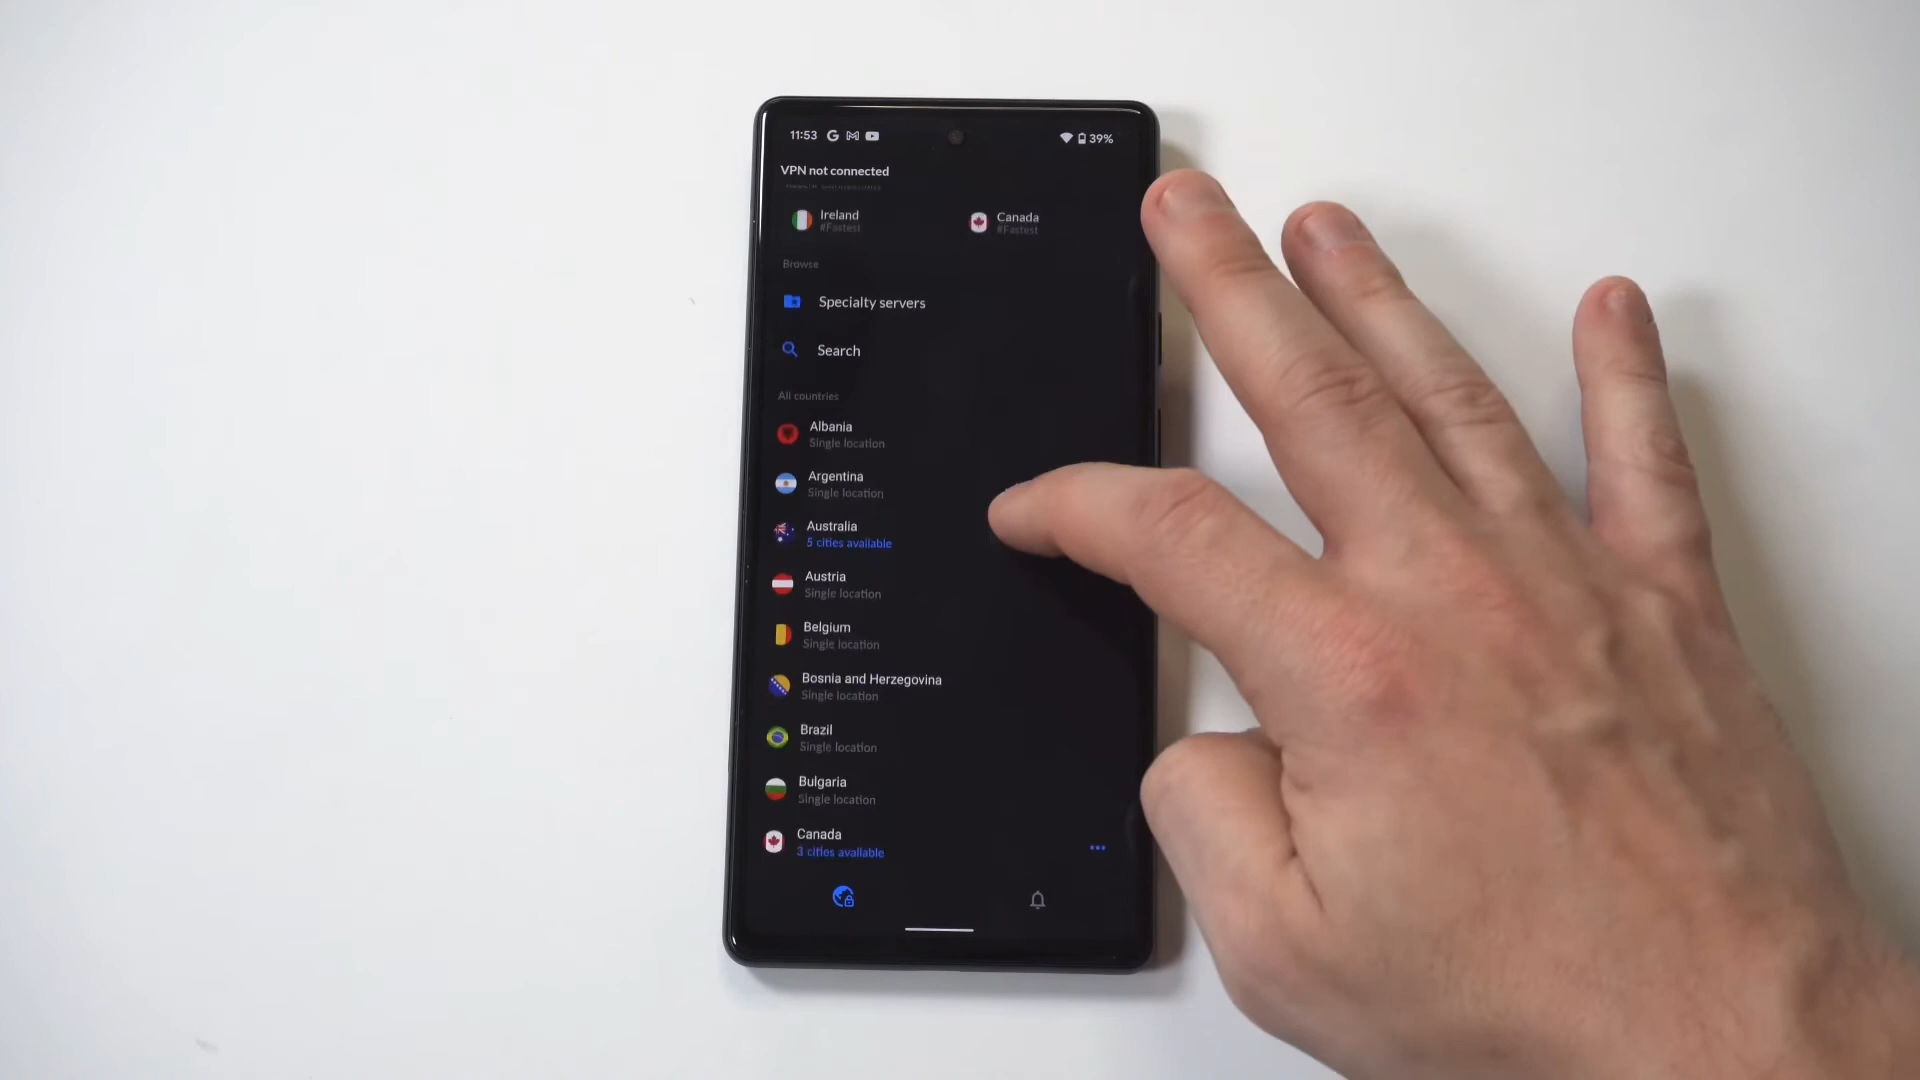 11:53 39%
VPN not connected
Ireland Canada
#Fastest #Fastest
Browse
Specialty servers
Search
All countries
Albania
Single location
Argentina
Single location
Australia
5 cities available
Austria
Single location
Belgium
Single location
Bosnia and Herzegovina
Single location
Brazil
Single location
Bulgaria
Single location
Canada
3 cities available